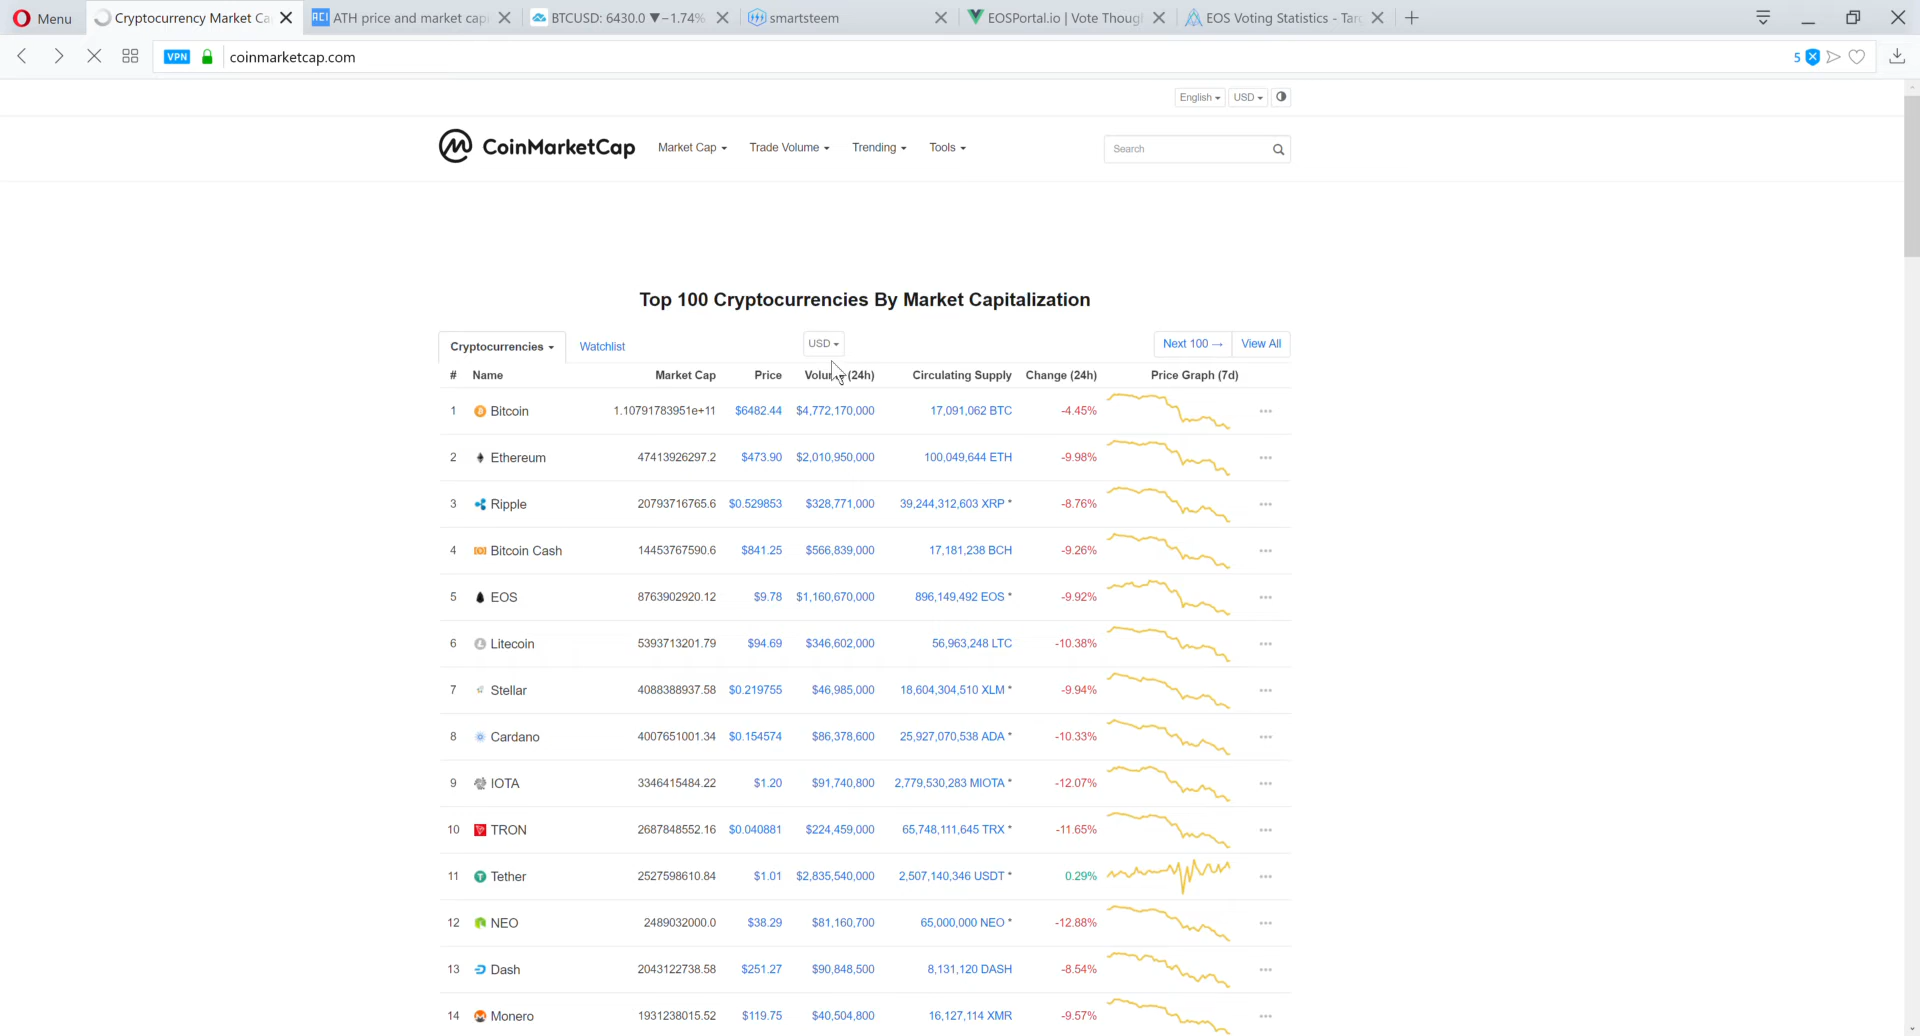 Menu
Cryptocurrency Market Ca
ACI ATH price and market cap
BTCUSD: 6430.0 ▼−1.74%
smartsteem
EOSPortal.io | Vote Thoug
EOS Voting Statistics - Tar
VPN coinmarketcap.com 5
English USD
CoinMarketCap Market Cap Trade Volume Trending Tools Search
Top 100 Cryptocurrencies By Market Capitalization
Cryptocurrencies Watchlist USD Next 100 → View All
# Name Market Cap Price Volume (24h) Circulating Supply Change (24h) Price Graph (7d)
1 Bitcoin 1.10791783951e+11 $6482.44 $4,772,170,000 17,091,062 BTC -4.45%
2 Ethereum 47413926297.2 $473.90 $2,010,950,000 100,049,644 ETH -9.98%
3 Ripple 20793716765.6 $0.529853 $328,771,000 39,244,312,603 XRP * -8.76%
4 Bitcoin Cash 14453767590.6 $841.25 $566,839,000 17,181,238 BCH -9.26%
5 EOS 8763902920.12 $9.78 $1,160,670,000 896,149,492 EOS * -9.92%
6 Litecoin 5393713201.79 $94.69 $346,602,000 56,963,248 LTC -10.38%
7 Stellar 4088388937.58 $0.219755 $46,985,000 18,604,304,510 XLM * -9.94%
8 Cardano 4007651001.34 $0.154574 $86,378,600 25,927,070,538 ADA * -10.33%
9 IOTA 3346415484.22 $1.20 $91,740,800 2,779,530,283 MIOTA * -12.07%
10 TRON 2687848552.16 $0.040881 $224,459,000 65,748,111,645 TRX * -11.65%
11 Tether 2527598610.84 $1.01 $2,835,540,000 2,507,140,346 USDT * 0.29%
12 NEO 2489032000.0 $38.29 $81,160,700 65,000,000 NEO * -12.88%
13 Dash 2043122738.58 $251.27 $90,848,500 8,131,120 DASH -8.54%
14 Monero 1931238015.52 $119.75 $40,504,800 16,127,114 XMR -9.57%